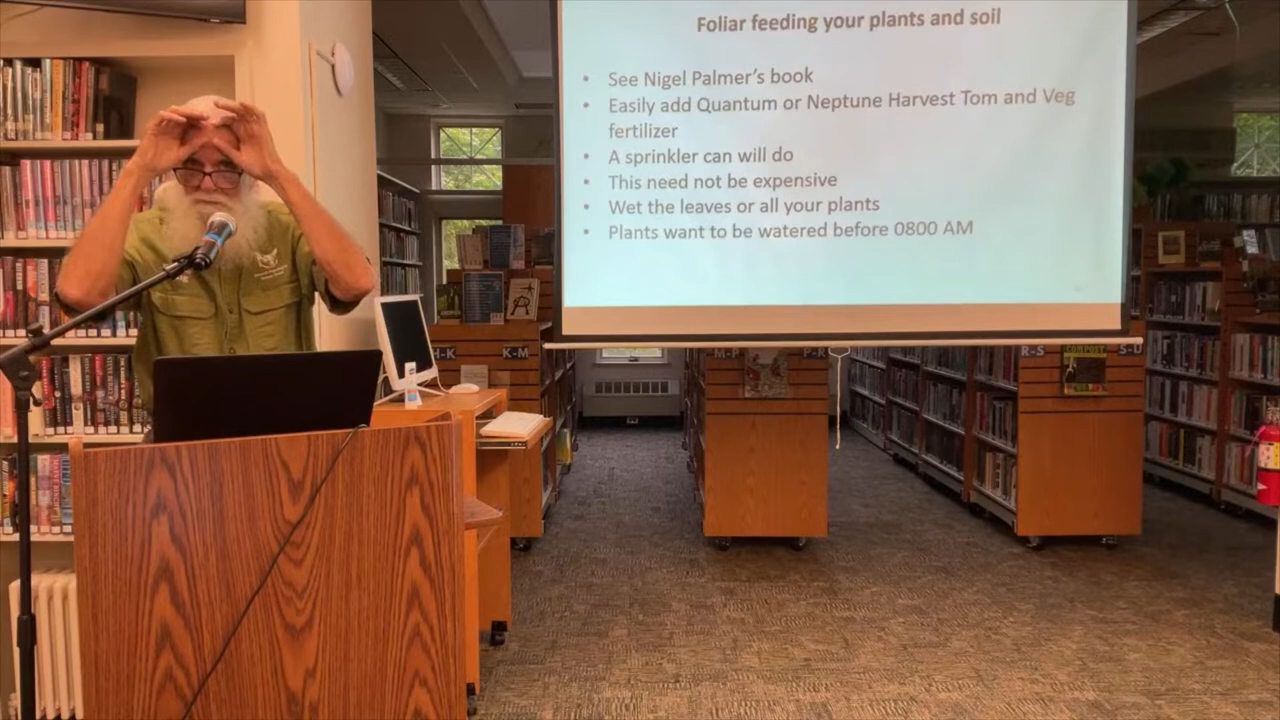 Foliar feeding your plants and soil
• See Nigel Palmer's book
• Easily add Quantum or Neptune Harvest Tom and Veg
fertilizer
• A sprinkler can will do
• This need not be expensive
• Wet the leaves or all your plants
• Plants want to be watered before 0800 AM
H-K
K-M
M-P
P-R
R-S
S-U
COMPOST